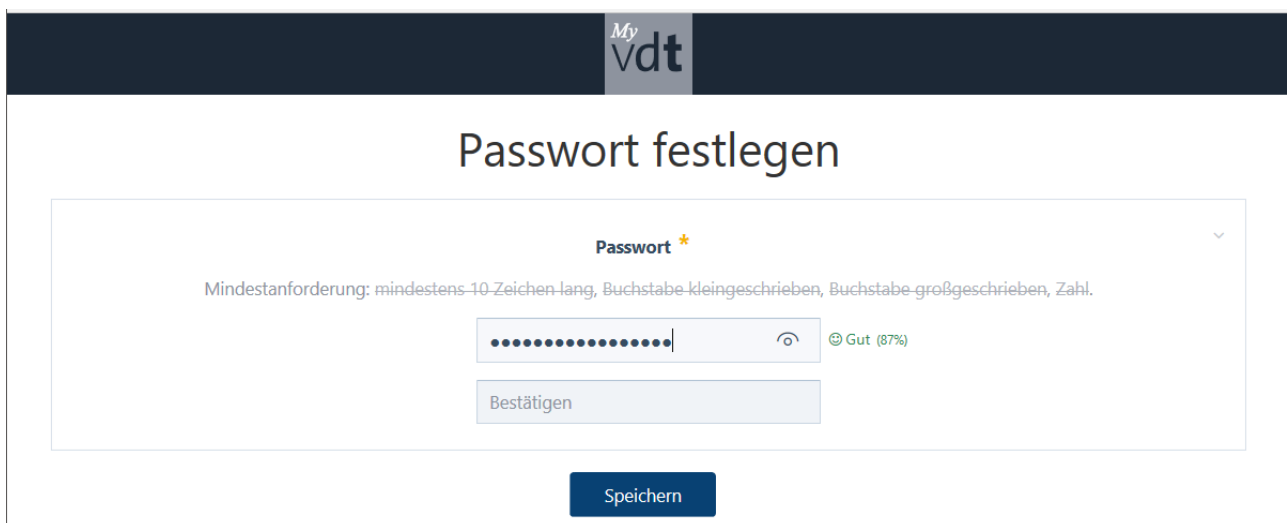 My
vdt
Passwort festlegen
Passwort *
Mindestanforderung: mindestens 10 Zeichen lang, Buchstabe kleingeschrieben, Buchstabe großgeschrieben, Zahl.
●●●●●●●●●●●●●●●●● Gut (87%)
Bestätigen
Speichern